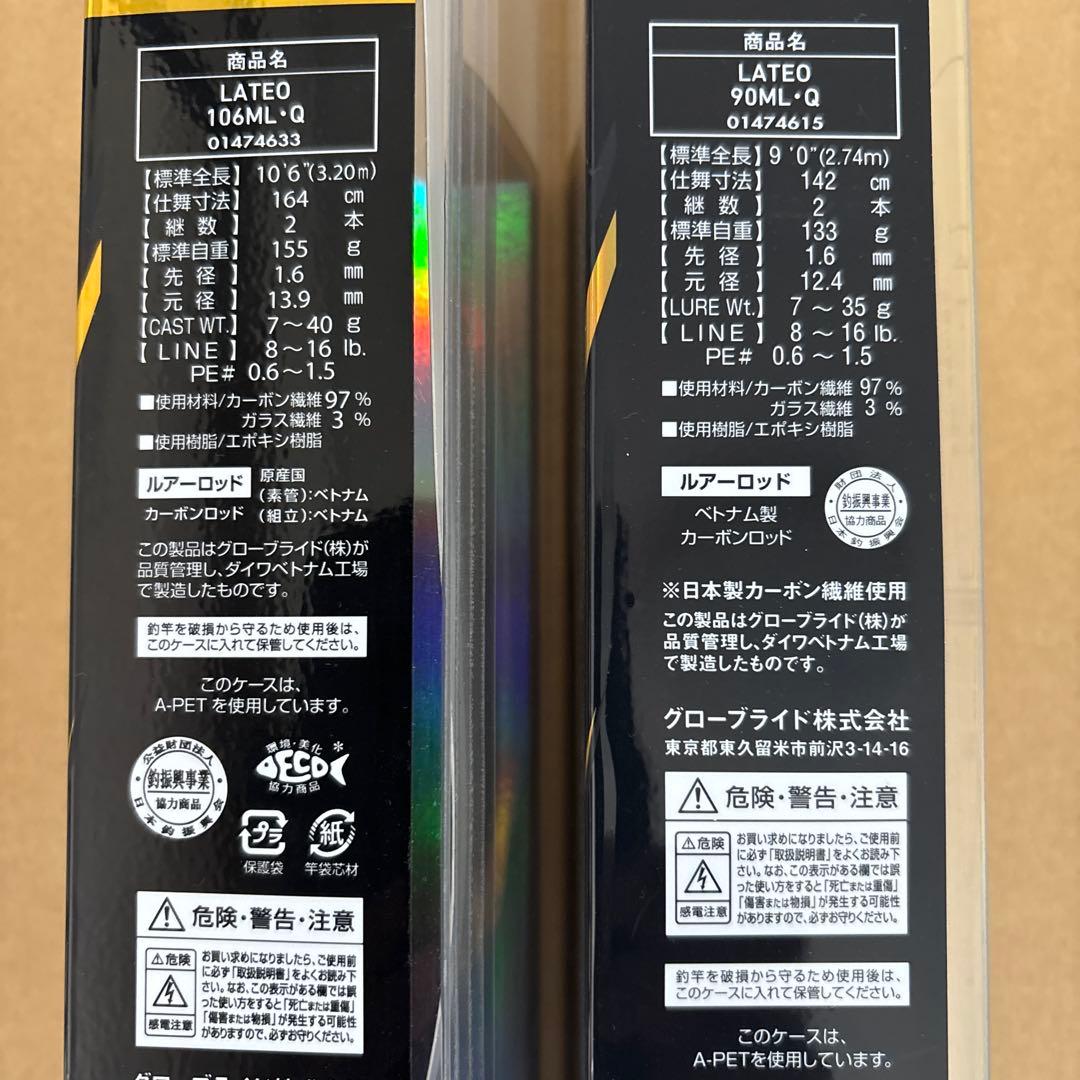 商品名
LATEO
106ML・Q
01474633
【標準全長】 10'6"(3.20m)
【仕舞寸法】 164 cm
【継数】 2 本
【標準自重】 155 g
【先径】 1.6 mm
【元径】 13.9 mm
【CAST WT.】 7〜40 g
【LINE】 8〜16 lb.
PE# 0.6〜1.5
■使用材料/カーボン繊維 97 %
ガラス繊維 3 %
■使用樹脂/エポキシ樹脂
ルアーロッド
カーボンロッド
原産国
(素管):ベトナム
(組立):ベトナム
この製品はグローブライド(株)が
品質管理し、ダイワベトナム工場
で製造したものです。
釣竿を破損から守るため使用後は、
このケースに入れて保管してください。
このケースは、
A-PETを使用しています。
公益財団法人
釣振興事業
協力商品
日本釣振興会
環境・美化*
DECO
協力商品
プラ
保護袋
紙
竿袋芯材
危険・警告・注意
危険
感電注意
お買い求めになりましたら、ご使用前
に必ず「取扱説明書」をよくお読み下
さい。なお、この表示がある欄では誤
った使い方をすると「死亡または重傷」
「傷害または物損」が発生する可能性
がありますので、必ずお守りください。
商品名
LATEO
90ML・Q
01474615
【標準全長】 9'0"(2.74m)
【仕舞寸法】 142 cm
【継数】 2 本
【標準自重】 133 g
【先径】 1.6 mm
【元径】 12.4 mm
【LURE Wt.】 7〜35 g
【LINE】 8〜16 lb.
PE# 0.6〜1.5
■使用材料/カーボン繊維 97 %
ガラス繊維 3 %
■使用樹脂/エポキシ樹脂
ルアーロッド
ベトナム製
カーボンロッド
財団法人
釣振興事業
協力商品
日本釣振興会
※日本製カーボン繊維使用
この製品はグローブライド(株)が
品質管理し、ダイワベトナム工場
で製造したものです。
グローブライド株式会社
東京都東久留米市前沢3-14-16
危険・警告・注意
危険
感電注意
お買い求めになりましたら、ご使用前
に必ず「取扱説明書」をよくお読み下
さい。なお、この表示がある欄では誤
った使い方をすると「死亡または重傷」
「傷害または物損」が発生する可能性
がありますので、必ずお守りください。
釣竿を破損から守るため使用後は、
このケースに入れて保管してください。
このケースは、
A-PETを使用しています。